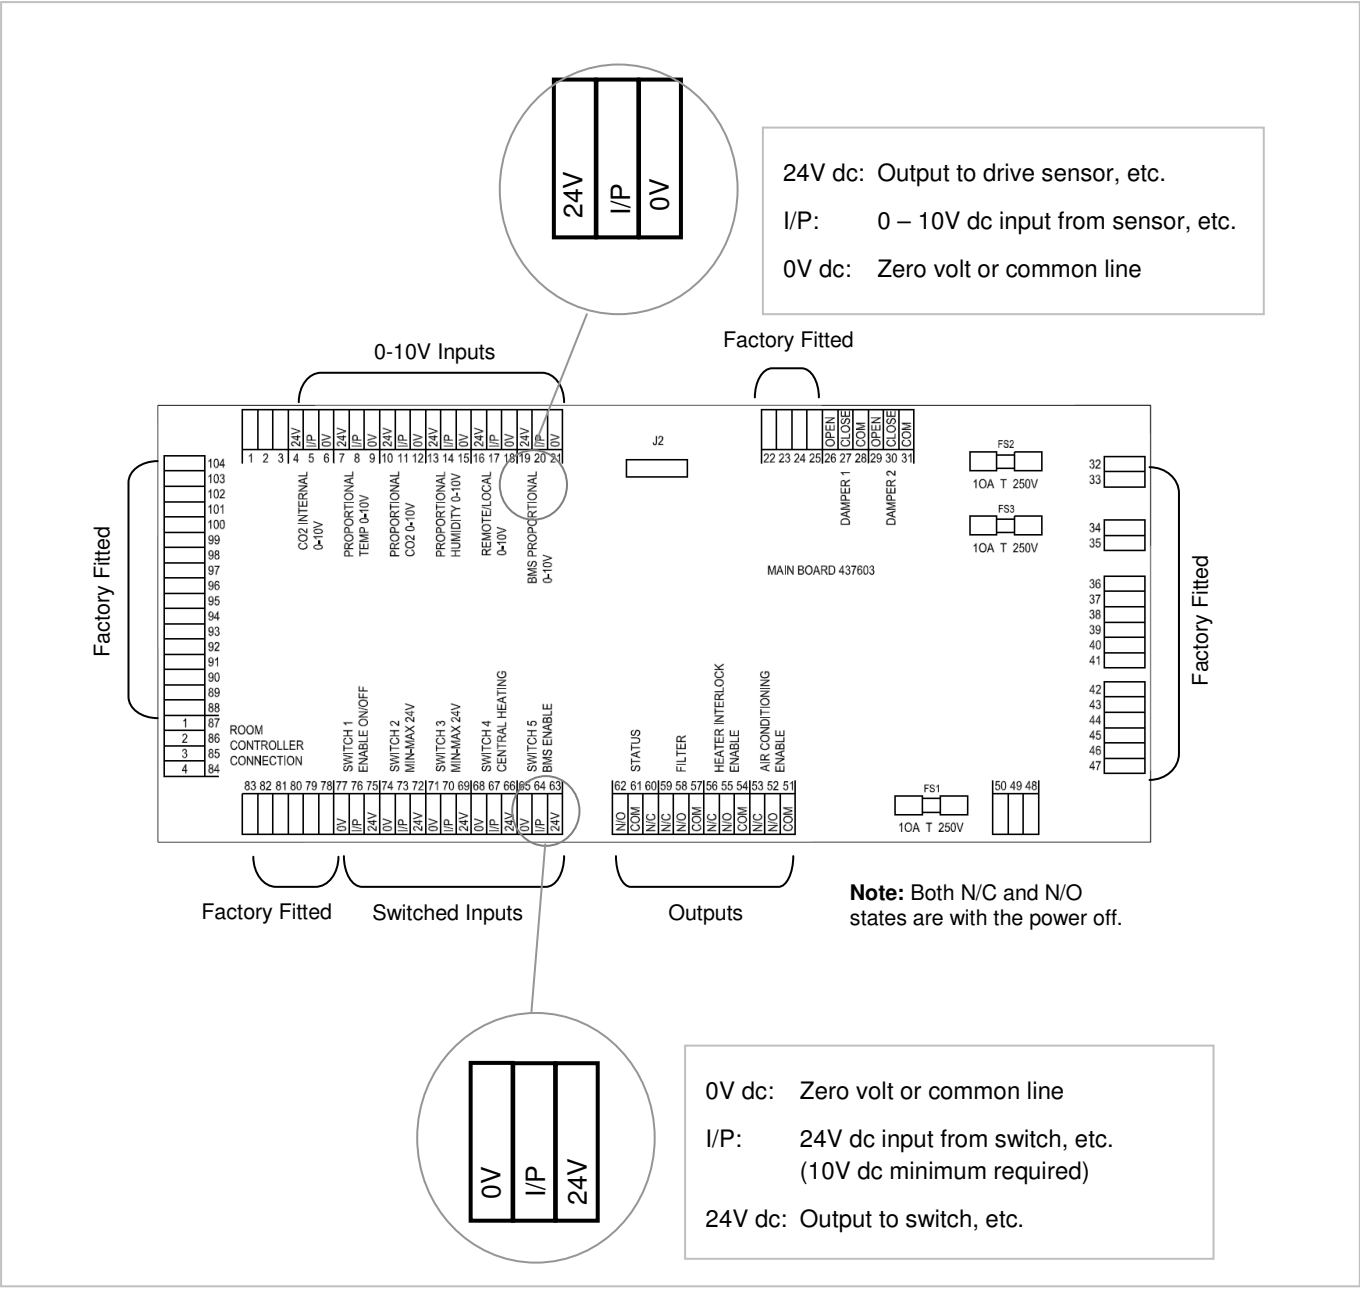 24V
I/P
0V
24V dc: Output to drive sensor, etc.
I/P: 0 – 10V dc input from sensor, etc.
0V dc: Zero volt or common line
0-10V Inputs
Factory Fitted
24V I/P 0V 24V I/P 0V 24V I/P 0V 24V I/P 0V 24V I/P 0V 24V I/P 0V
1 2 3 4 5 6 7 8 9 10 11 12 13 14 15 16 17 18 19 20 21
CO2 INTERNAL
0-10V
PROPORTIONAL
TEMP 0-10V
PROPORTIONAL
CO2 0-10V
PROPORTIONAL
HUMIDITY 0-10V
REMOTE/LOCAL
0-10V
BMS PROPORTIONAL
0-10V
J2
OPEN CLOSE COM OPEN CLOSE COM
22 23 24 25 26 27 28 29 30 31
DAMPER 1
DAMPER 2
FS2
10A T 250V
FS3
10A T 250V
MAIN BOARD 437603
Factory Fitted
104
103
102
101
100
99
98
97
96
95
94
93
92
91
90
89
88
1 87
2 86
3 85
4 84
ROOM
CONTROLLER
CONNECTION
32
33
34
35
36
37
38
39
40
41
42
43
44
45
46
47
Factory Fitted
SWITCH 1
ENABLE ON/OFF
SWITCH 2
MIN-MAX 24V
SWITCH 3
MIN-MAX 24V
SWITCH 4
CENTRAL HEATING
SWITCH 5
BMS ENABLE
83 82 81 80 79 78 77 76 75 74 73 72 71 70 69 68 67 66 65 64 63
0V I/P 24V 0V I/P 24V 0V I/P 24V 0V I/P 24V 0V I/P 24V
STATUS
FILTER
HEATER INTERLOCK
ENABLE
AIR CONDITIONING
ENABLE
62 61 60 59 58 57 56 55 54 53 52 51
N/O COM N/C N/C N/O COM N/C N/O COM N/C N/O COM
FS1
10A T 250V
50 49 48
Factory Fitted
Switched Inputs
Outputs
Note: Both N/C and N/O
states are with the power off.
0V
I/P
24V
0V dc: Zero volt or common line
I/P: 24V dc input from switch, etc.
(10V dc minimum required)
24V dc: Output to switch, etc.